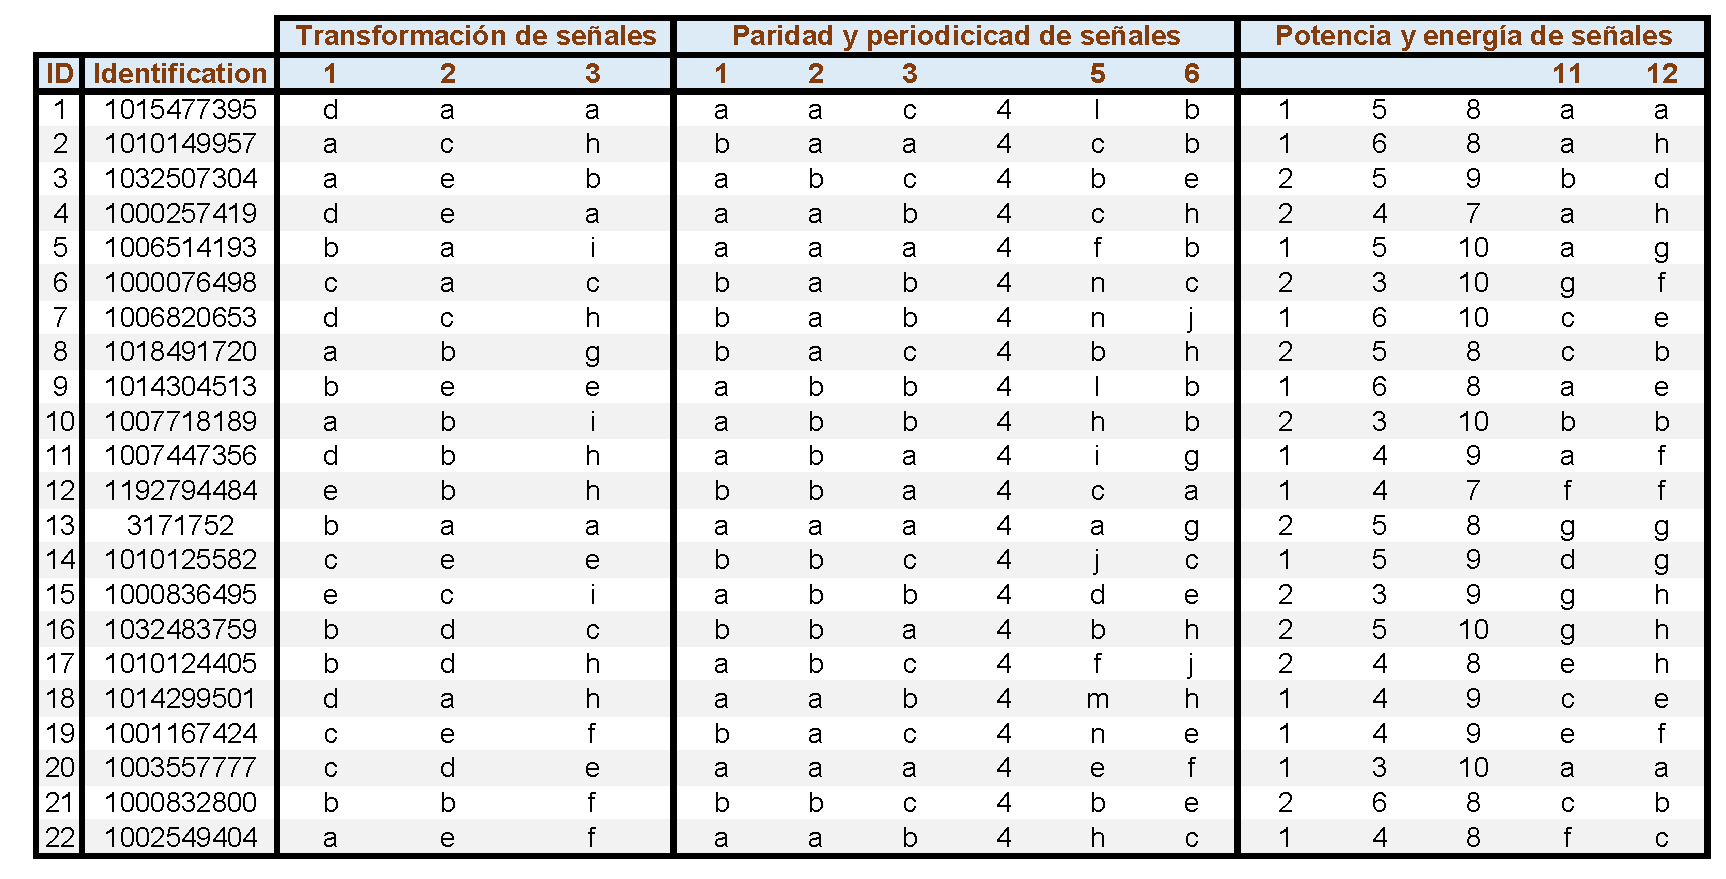 Transformación de señales Paridad y periodicicad de señales Potencia y energía de señales
ID Identification 1 2 3 1 2 3 5 6 11 12
1 1015477395 d a a a a c 4 l b 1 5 8 a a
2 1010149957 a c h b a a 4 c b 1 6 8 a h
3 1032507304 a e b a b c 4 b e 2 5 9 b d
4 1000257419 d e a a a b 4 c h 2 4 7 a h
5 1006514193 b a i a a a 4 f b 1 5 10 a g
6 1000076498 c a c b a b 4 n c 2 3 10 g f
7 1006820653 d c h b a b 4 n j 1 6 10 c e
8 1018491720 a b g b a c 4 b h 2 5 8 c b
9 1014304513 b e e a b b 4 l b 1 6 8 a e
10 1007718189 a b i a b b 4 h b 2 3 10 b b
11 1007447356 d b h a b a 4 i g 1 4 9 a f
12 1192794484 e b h b b a 4 c a 1 4 7 f f
13 3171752 b a a a a a 4 a g 2 5 8 g g
14 1010125582 c e e b b c 4 j c 1 5 9 d g
15 1000836495 e c i a b b 4 d e 2 3 9 g h
16 1032483759 b d c b b a 4 b h 2 5 10 g h
17 1010124405 b d h a b c 4 f j 2 4 8 e h
18 1014299501 d a h a a b 4 m h 1 4 9 c e
19 1001167424 c e f b a c 4 n e 1 4 9 e f
20 1003557777 c d e a a a 4 e f 1 3 10 a a
21 1000832800 b b f b b c 4 b e 2 6 8 c b
22 1002549404 a e f a a b 4 h c 1 4 8 f c